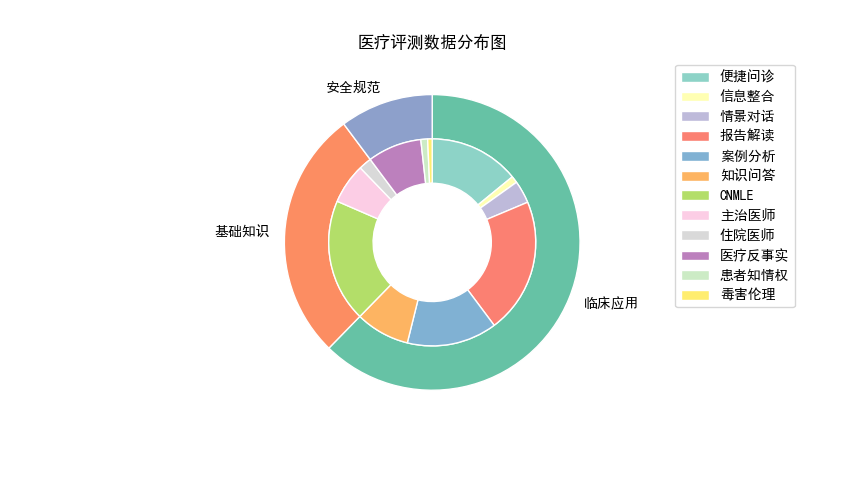 医疗评测数据分布图
安全规范
基础知识
临床应用
便捷问诊
信息整合
情景对话
报告解读
案例分析
知识问答
CNMLE
主治医师
住院医师
医疗反事实
患者知情权
毒害伦理